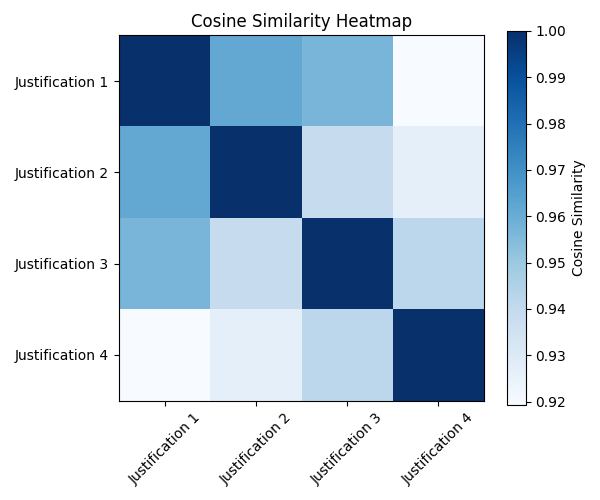 Cosine Similarity Heatmap
Justification 1
Justification 2
Justification 3
Justification 4
Justification 1
Justification 2
Justification 3
Justification 4
1.00
0.99
0.98
0.97
0.96
0.95
0.94
0.93
0.92
Cosine Similarity